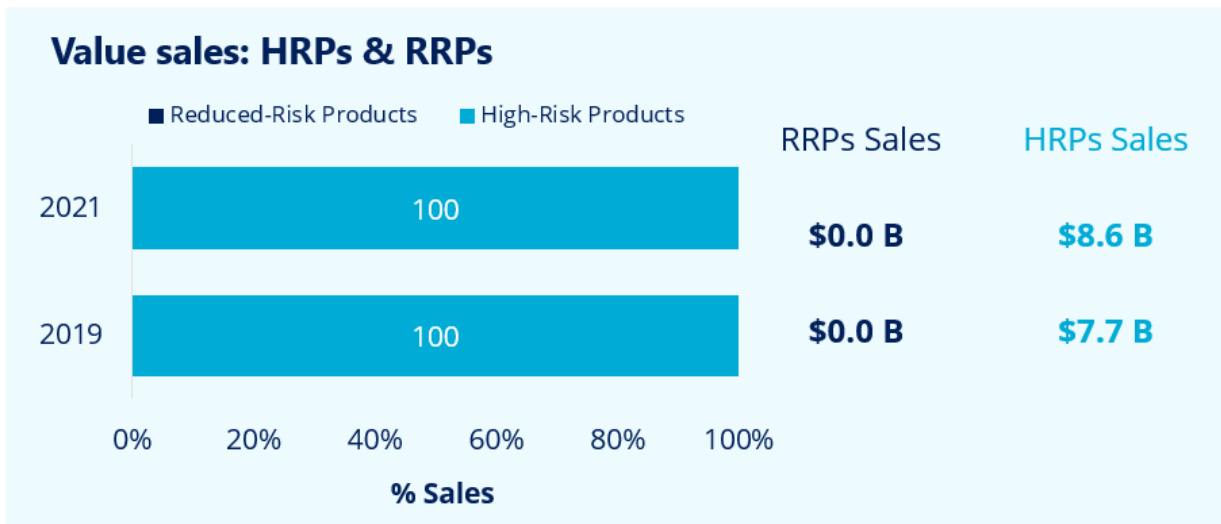 Value sales: HRPs & RRPs
Reduced-Risk Products High-Risk Products
RRPs Sales HRPs Sales
2021 100 $0.0 B $8.6 B
2019 100 $0.0 B $7.7 B
0% 20% 40% 60% 80% 100%
% Sales